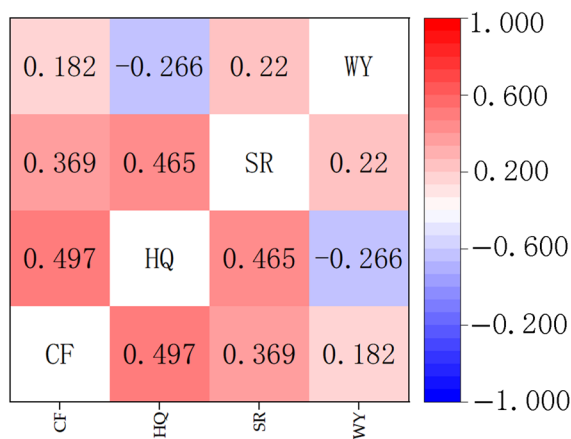 0.182 -0.266 0.22 WY
0.369 0.465 SR 0.22
0.497 HQ 0.465 -0.266
CF 0.497 0.369 0.182
CF HQ SR WY
1.000
0.600
0.200
-0.600
-0.200
-1.000